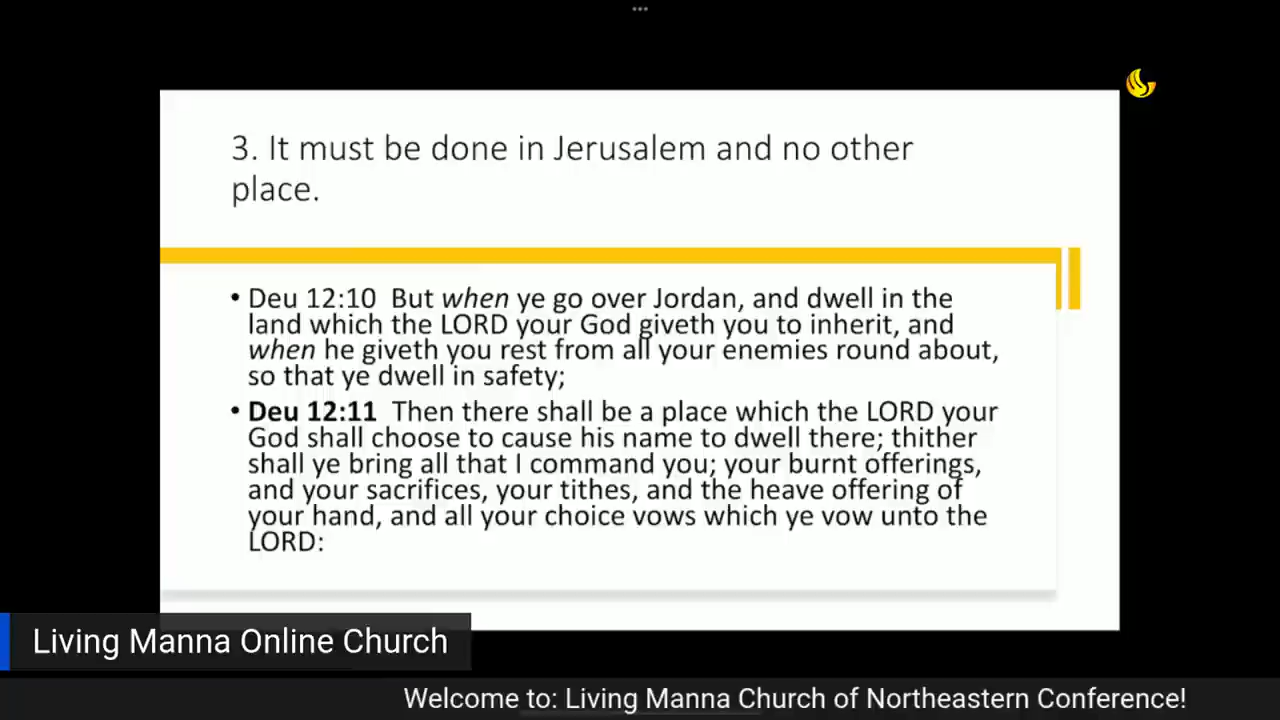 3. It must be done in Jerusalem and no other
place.
• Deu 12:10  But when ye go over Jordan, and dwell in the
land which the LORD your God giveth you to inherit, and
when he giveth you rest from all your enemies round about,
so that ye dwell in safety;
• Deu 12:11  Then there shall be a place which the LORD your
God shall choose to cause his name to dwell there; thither
shall ye bring all that I command you; your burnt offerings,
and your sacrifices, your tithes, and the heave offering of
your hand, and all your choice vows which ye vow unto the
LORD:
Living Manna Online Church
Welcome to: Living Manna Church of Northeastern Conference!